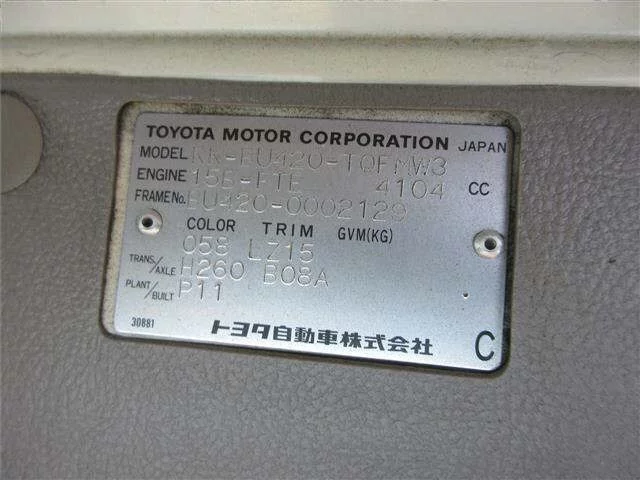 TOYOTA MOTOR CORPORATION JAPAN
MODEL KK-BU420-TQFMW3
ENGINE 15B-FTE 4104 CC
FRAME No. BU420-0002129
COLOR TRIM GVM(KG)
058 LZ15
TRANS/AXLE H260 B08A
PLANT/BUILT P11
30881 トヨタ自動車株式会社 C